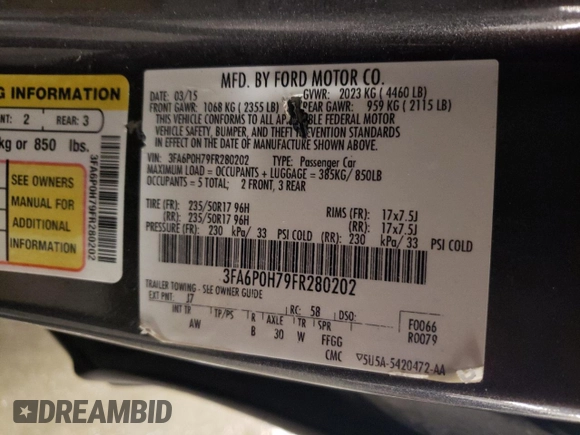 G INFORMATION
NT: 2 REAR: 3
kg or 850 lbs.
SEE OWNERS
MANUAL FOR
ADDITIONAL
INFORMATION
3FA6P0H79FR280202
MFD. BY FORD MOTOR CO.
DATE: 03/15 GVWR: 2023 KG ( 4460 LB)
FRONT GAWR: 1068 KG ( 2355 LB) REAR GAWR: 959 KG ( 2115 LB)
THIS VEHICLE CONFORMS TO ALL APPLICABLE FEDERAL MOTOR
VEHICLE SAFETY, BUMPER, AND THEFT PREVENTION STANDARDS
IN EFFECT ON THE DATE OF MANUFACTURE SHOWN ABOVE.
VIN: 3FA6P0H79FR280202 TYPE: Passenger Car
MAXIMUM LOAD = OCCUPANTS + LUGGAGE = 385KG/ 850LB
OCCUPANTS = 5 TOTAL; 2 FRONT, 3 REAR
TIRE (FR): 235/50R17 96H RIMS (FR): 17x7.5J
(RR): 235/50R17 96H (RR): 17x7.5J
PRESSURE (FR): 230 kPa/ 33 PSI COLD (RR): 230 kPa/ 33 PSI COLD
3FA6P0H79FR280202
TRAILER TOWING - SEE OWNER GUIDE
EXT PNT: J7 RC: 58 DSO: F0066
INT TR TP/PS R AXLE TR SPR R0079
AW B 30 W FFGG
CMC 5U5A-5420472-AA
DREAMBID